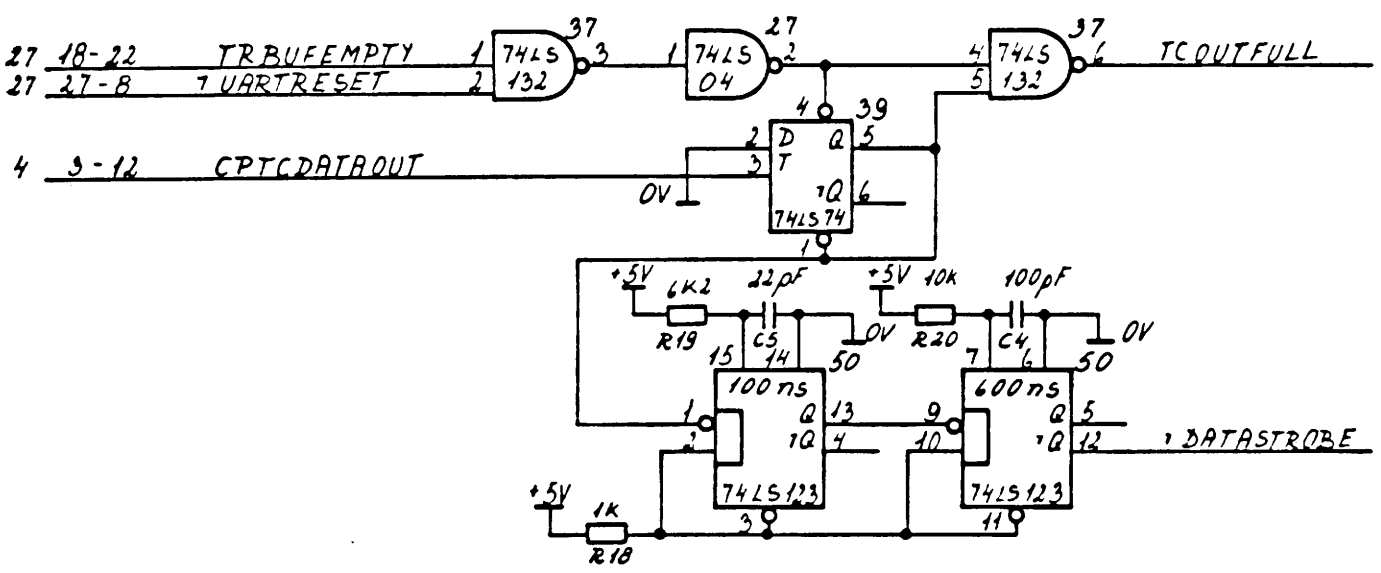 37 27 37
27 18-22 TRBUFEMPTY 1 74LS 3 1 74LS 2 4 74LS 6 TCOUTFULL
27 27-8 ¬UARTRESET 2 132 04 5 132
4 39
2 D Q 5
4 9-12 CPTCDATAOUT 3 T
0V ¬Q 6
74LS74
1
+5V 6K2 22pF +5V 10K 100pF
R19 C5 0V R20 C4 0V
15 14 50 7 6 50
100ns 600ns
1 Q 13 9 Q 5
2 ¬Q 4 10 ¬Q 12 ¬DATASTROBE
74LS123 74LS123
+5V 1K 3 11
R18